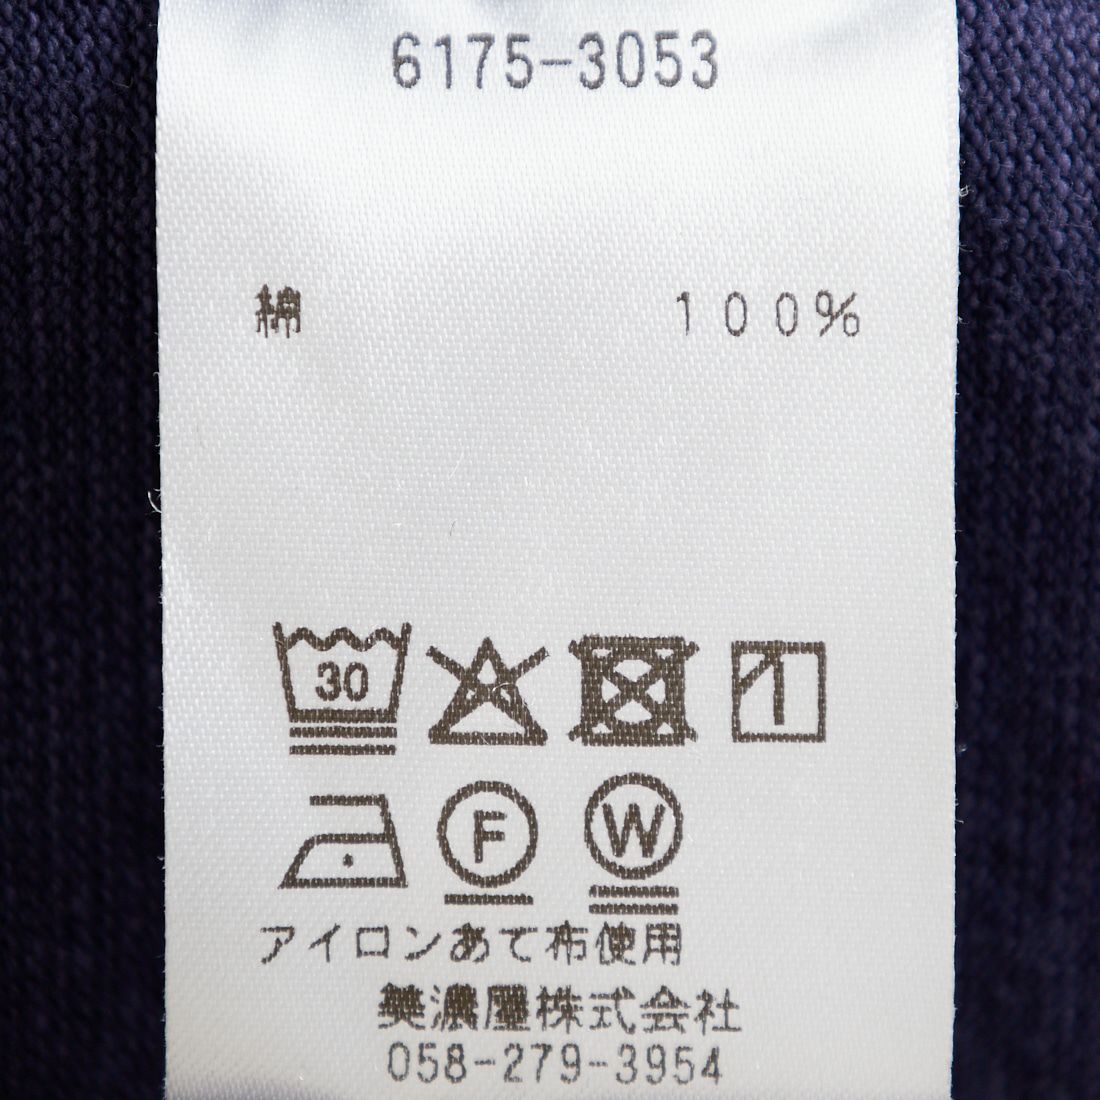 6175-3053
綿 100%
30
F W
アイロンあて布使用
美濃屋株式会社
058-279-3954